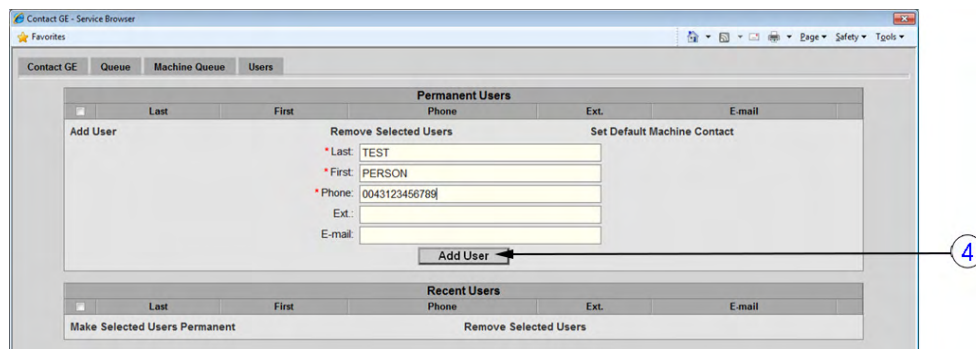 Contact GE - Service Browser
Favorites
Page Safety Tools
Contact GE Queue Machine Queue Users
Permanent Users
Last First Phone Ext. E-mail
Add User Remove Selected Users Set Default Machine Contact
*Last: TEST
*First: PERSON
*Phone: 0043123456789
Ext.:
E-mail:
Add User
4
Recent Users
Last First Phone Ext. E-mail
Make Selected Users Permanent Remove Selected Users